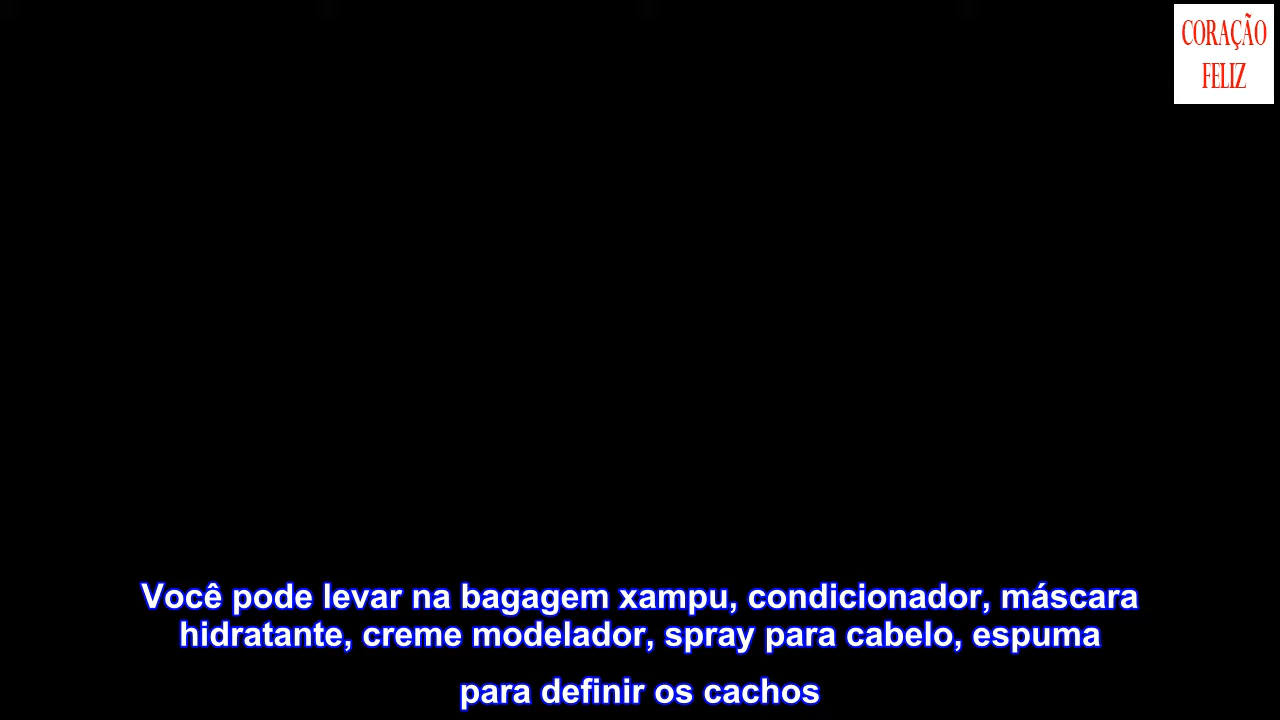 CORAÇÃO
FELIZ
Você pode levar na bagagem xampu, condicionador, máscara
hidratante, creme modelador, spray para cabelo, espuma
para definir os cachos